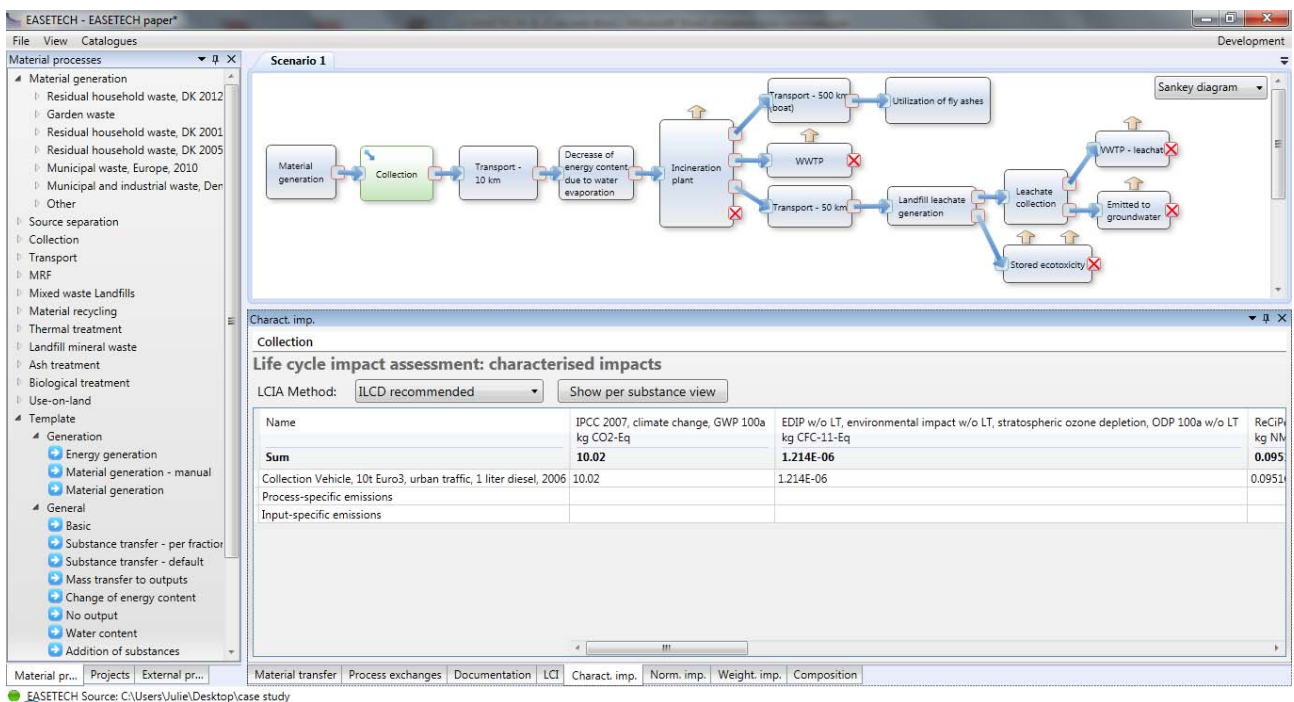 EASETECH - EASETECH paper*
File View Catalogues
Development
Material processes
Material generation
Residual household waste, DK 2012
Garden waste
Residual household waste, DK 2001
Residual household waste, DK 2005
Municipal waste, Europe, 2010
Municipal and industrial waste, Den
Other
Source separation
Collection
Transport
MRF
Mixed waste Landfills
Material recycling
Thermal treatment
Landfill mineral waste
Ash treatment
Biological treatment
Use-on-land
Template
Generation
Energy generation
Material generation - manual
Material generation
General
Basic
Substance transfer - per fraction
Substance transfer - default
Mass transfer to outputs
Change of energy content
No output
Water content
Addition of substances
Material pr... Projects External pr...
Scenario 1
Sankey diagram
Material
generation
Collection
Transport -
10 km
Decrease of
energy content
due to water
evaporation
Incineration
plant
Transport - 500 km
(boat)
Utilization of fly ashes
WWTP
Transport - 50 km
Landfill leachate
generation
Leachate
collection
WWTP - leachat
Emitted to
groundwater
Stored ecotoxicity
Charact. imp.
Collection
Life cycle impact assessment: characterised impacts
LCIA Method: ILCD recommended Show per substance view
Name IPCC 2007, climate change, GWP 100a EDIP w/o LT, environmental impact w/o LT, stratospheric ozone depletion, ODP 100a w/o LT ReCiP
kg CO2-Eq kg CFC-11-Eq kg NM
Sum 10.02 1.214E-06 0.095
Collection Vehicle, 10t Euro3, urban traffic, 1 liter diesel, 2006 10.02 1.214E-06 0.0951
Process-specific emissions
Input-specific emissions
Material transfer Process exchanges Documentation LCI Charact. imp. Norm. imp. Weight. imp. Composition
EASETECH Source: C:\Users\Julie\Desktop\case study